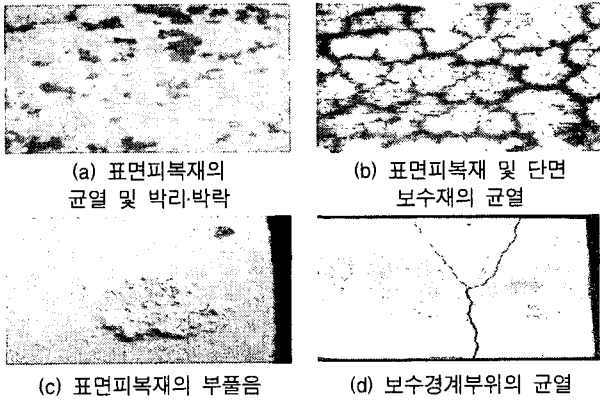 (a) 표면피복재의
균열 및 박리·박락
(b) 표면피복재 및 단면
보수재의 균열
(c) 표면피복재의 부풀음
(d) 보수경계부위의 균열